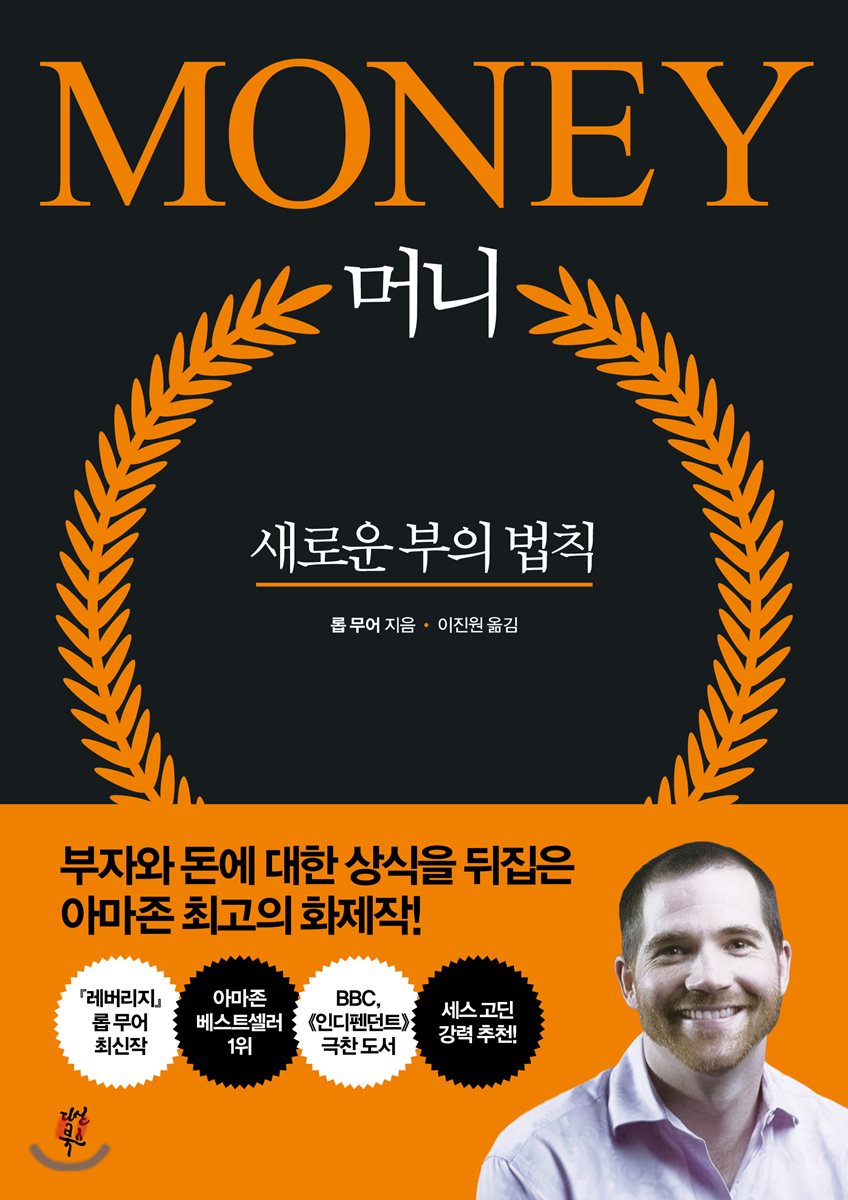 MONEY
머니
새로운 부의 법칙
롭 무어 지음 • 이진원 옮김
부자와 돈에 대한 상식을 뒤집은
아마존 최고의 화제작!
『레버리지』
롭 무어
최신작
아마존
베스트셀러
1위
BBC,
《인디펜던트》
극찬 도서
세스 고딘
강력 추천!
다산
북스